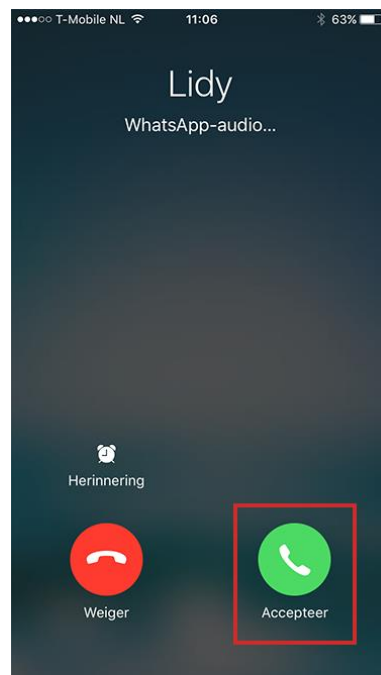 T-Mobile NL 11:06 63%
Lidy
WhatsApp-audio...
Herinnering
Weiger Accepteer